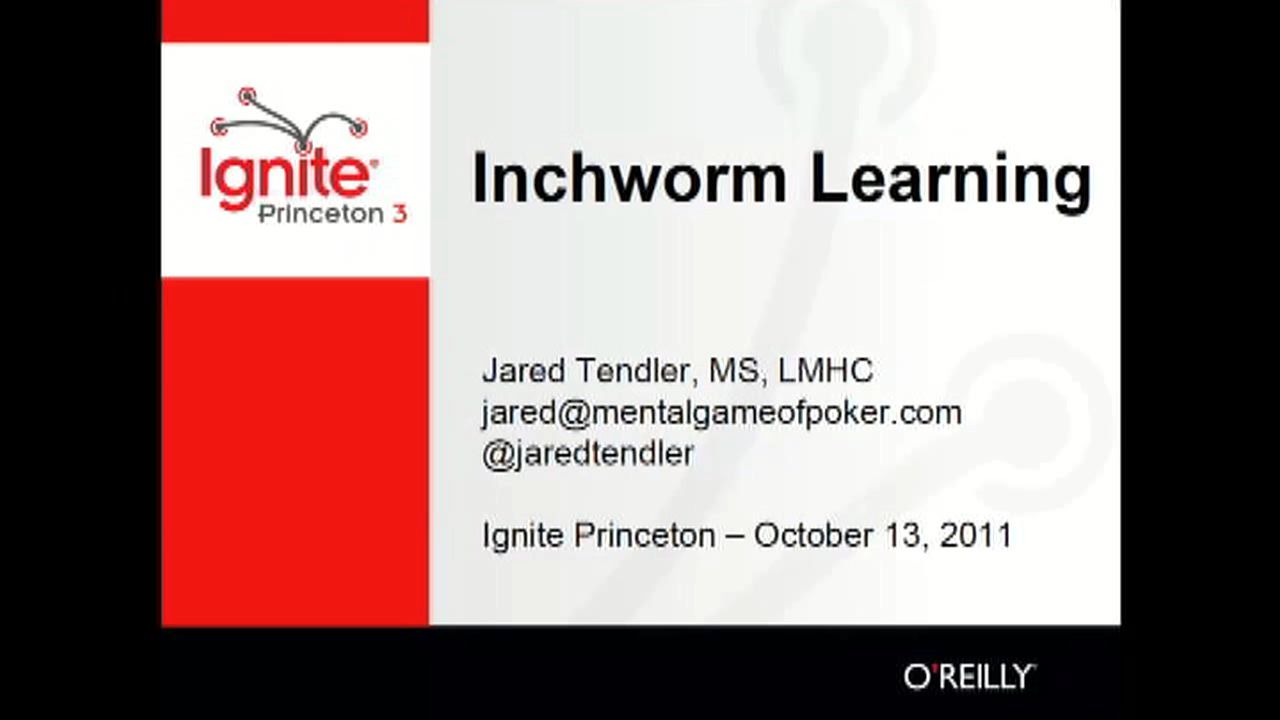 Ignite
Princeton 3
Inchworm Learning
Jared Tendler, MS, LMHC
jared@mentalgameofpoker.com
@jaredtendler
Ignite Princeton – October 13, 2011
O'REILLY